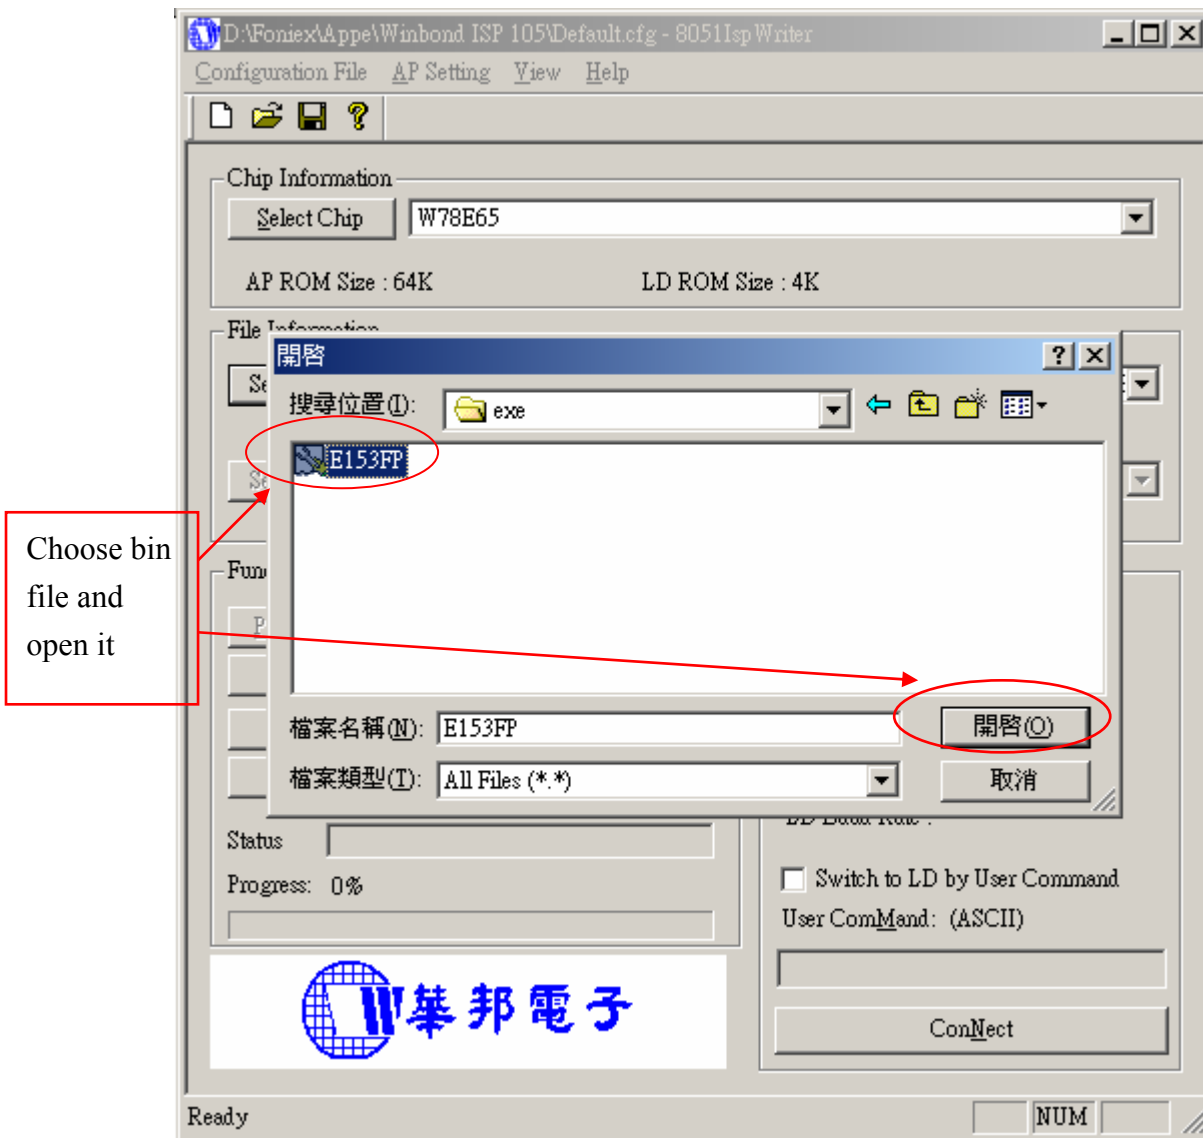 D:\Foniex\Appe\Winbond ISP 105\Default.cfg - 8051IspWriter
Configuration File AP Setting View Help
Chip Information
Select Chip W78E65
AP ROM Size : 64K LD ROM Size : 4K
File Information
開啓
搜尋位置(I): exe
E153FP
Choose bin
file and
open it
檔案名稱(N): E153FP 開啓(O)
檔案類型(T): All Files (*.*) 取消
Status
Progress: 0%
Switch to LD by User Command
User ComMand: (ASCII)
華邦電子
ConNect
Ready NUM